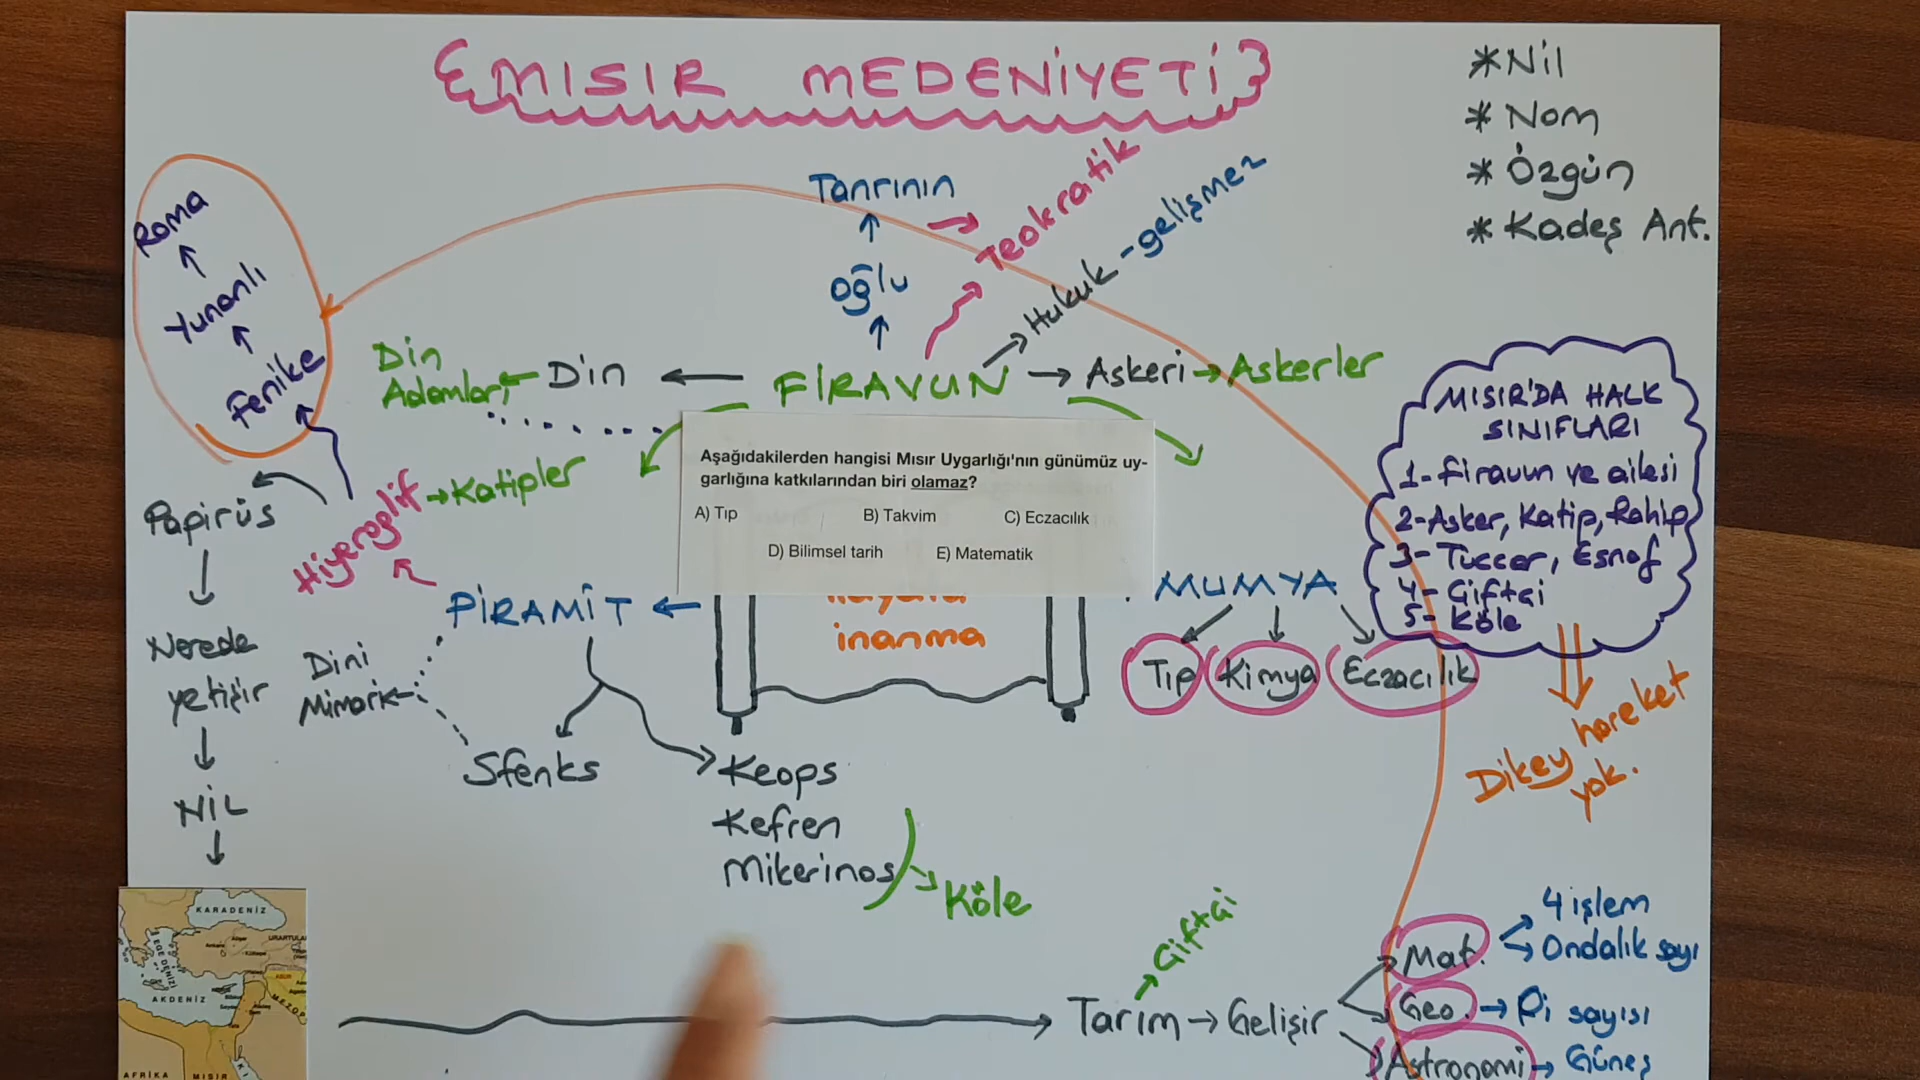 MISIR MEDENİYETİ
*Nil
*Nom
*Özgün
*Kadeş Ant.
Roma
Yunanlı
Fenike
Tanrının
Oğlu
Teokratik
Hukuk - gelişmez
Din
Adamları
Din
FİRAVUN
Askeri
Askerler
Papirüs
Nerede
yetişir
NİL
Hiyeroglif
Katipler
Aşağıdakilerden hangisi Mısır Uygarlığı'nın günümüz uy-
garlığına katkılarından biri olamaz?
A) Tıp B) Takvim C) Eczacılık
D) Bilimsel tarih E) Matematik
inanma
PİRAMİT
Dini
Mimari
Sfenks
Keops
Kefren
Mikerinos
Köle
MUMYA
Tıp
Kimya
Eczacılık
MISIR'DA HALK
SINIFLARI
1- Firavun ve ailesi
2- Asker, Katip, Rahip
3- Tüccar, Esnaf
4- Çiftçi
5- Köle
Dikey hareket
yok.
Tarım
Çiftçi
Gelişir
Mat.
4 işlem
Ondalık sayı
Geo.
Pi sayısı
Astronomi
Güneş
KARADENİZ
EGE DENİZİ
AKDENİZ
AFRİKA
MISIR